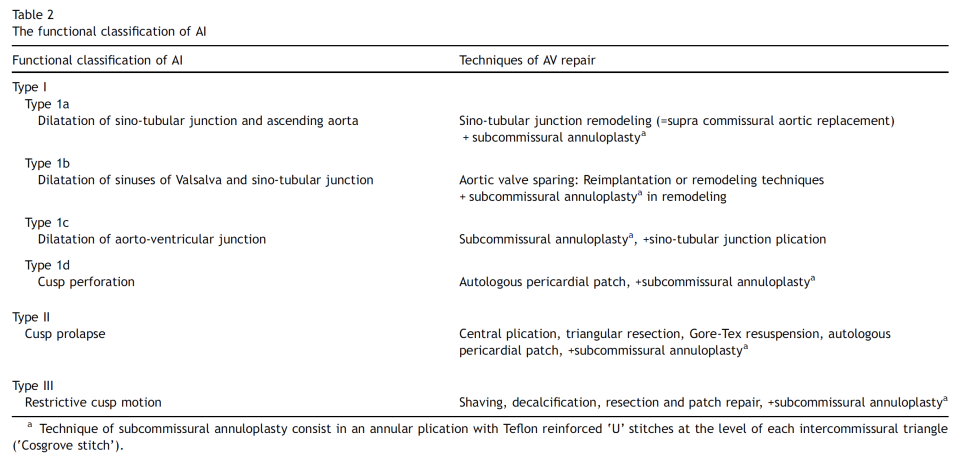 Table 2
The functional classification of AI
Functional classification of AI Techniques of AV repair
Type I
Type 1a
Dilatation of sino-tubular junction and ascending aorta Sino-tubular junction remodeling (=supra commissural aortic replacement)
+ subcommissural annuloplastyᵃ
Type 1b
Dilatation of sinuses of Valsalva and sino-tubular junction Aortic valve sparing: Reimplantation or remodeling techniques
+ subcommissural annuloplastyᵃ in remodeling
Type 1c
Dilatation of aorto-ventricular junction Subcommissural annuloplastyᵃ, +sino-tubular junction plication
Type 1d
Cusp perforation Autologous pericardial patch, +subcommissural annuloplastyᵃ
Type II
Cusp prolapse Central plication, triangular resection, Gore-Tex resuspension, autologous
pericardial patch, +subcommissural annuloplastyᵃ
Type III
Restrictive cusp motion Shaving, decalcification, resection and patch repair, +subcommissural annuloplastyᵃ
ᵃ Technique of subcommissural annuloplasty consist in an annular plication with Teflon reinforced ‘U’ stitches at the level of each intercommissural triangle
(‘Cosgrove stitch’).